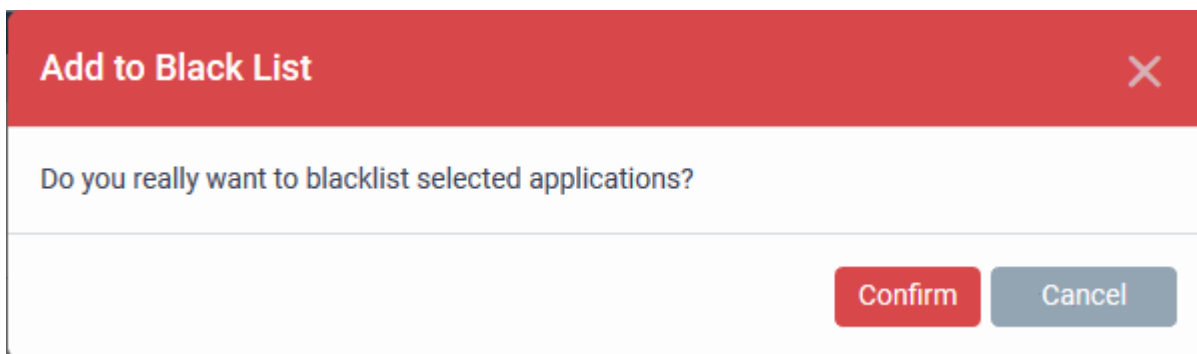 Add to Black List
Do you really want to blacklist selected applications?
Confirm Cancel